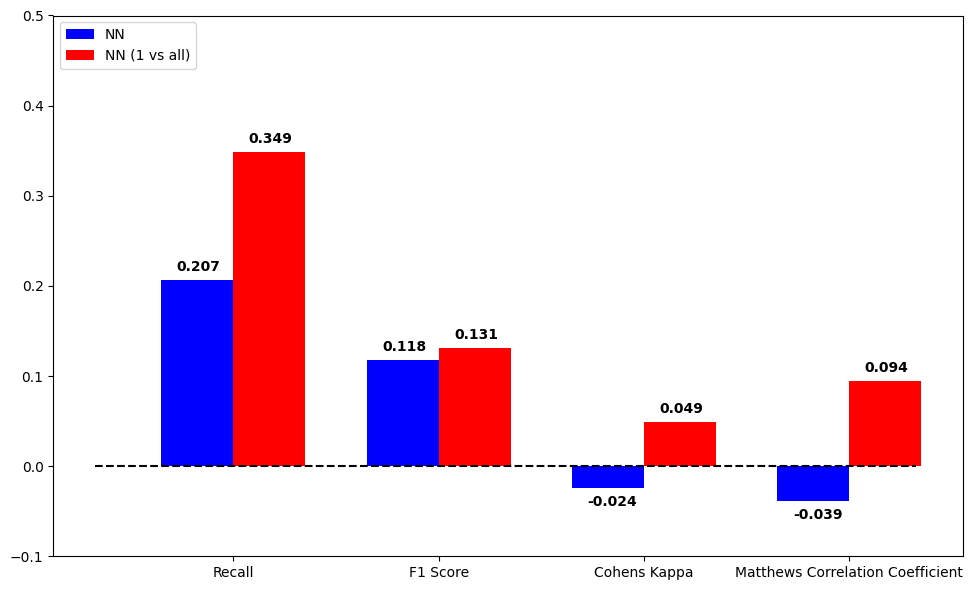 0.5
0.4
0.3
0.2
0.1
0.0
−0.1
NN
NN (1 vs all)
0.207
0.349
0.118
0.131
-0.024
0.049
-0.039
0.094
Recall
F1 Score
Cohens Kappa
Matthews Correlation Coefficient